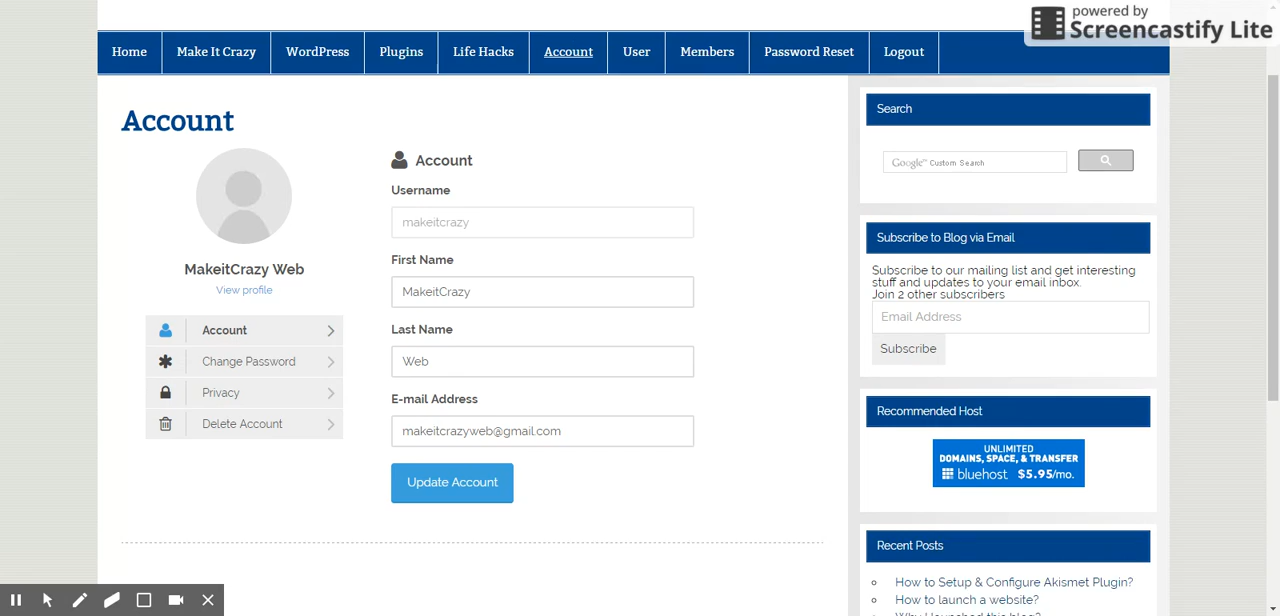 powered by
Screencastify Lite
Home
Make It Crazy
WordPress
Plugins
Life Hacks
Account
User
Members
Password Reset
Logout
Account
MakeitCrazy Web
View profile
Account
Change Password
Privacy
Delete Account
Account
Username
makeitcrazy
First Name
MakeitCrazy
Last Name
Web
E-mail Address
makeitcrazyweb@gmail.com
Update Account
Search
Google™ Custom Search
Subscribe to Blog via Email
Subscribe to our mailing list and get interesting
stuff and updates to your email inbox.
Join 2 other subscribers
Email Address
Subscribe
Recommended Host
UNLIMITED
DOMAINS, SPACE, & TRANSFER
bluehost $5.95/mo.
Recent Posts
How to Setup & Configure Akismet Plugin?
How to launch a website?
Why I launched this blog?